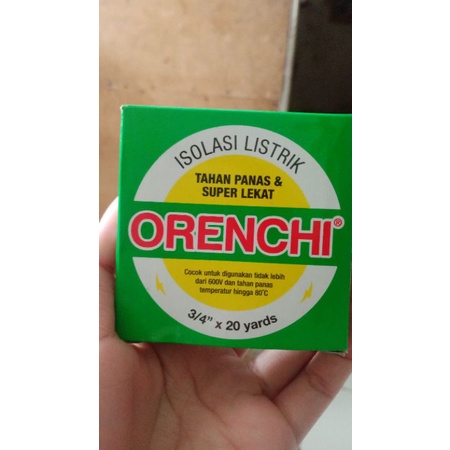 ISOLASI LISTRIK
TAHAN PANAS &
SUPER LEKAT
ORENCHI®
Cocok untuk digunakan tidak lebih
dari 600V dan tahan panas
temperatur hingga 80°C
3/4" x 20 yards